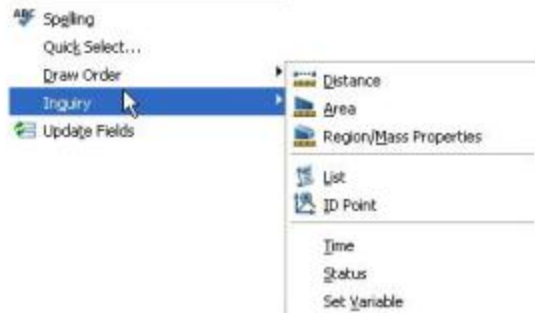 Spelling
Quick Select...
Draw Order
Inquiry
Update Fields
Distance
Area
Region/Mass Properties
List
ID Point
Time
Status
Set Variable